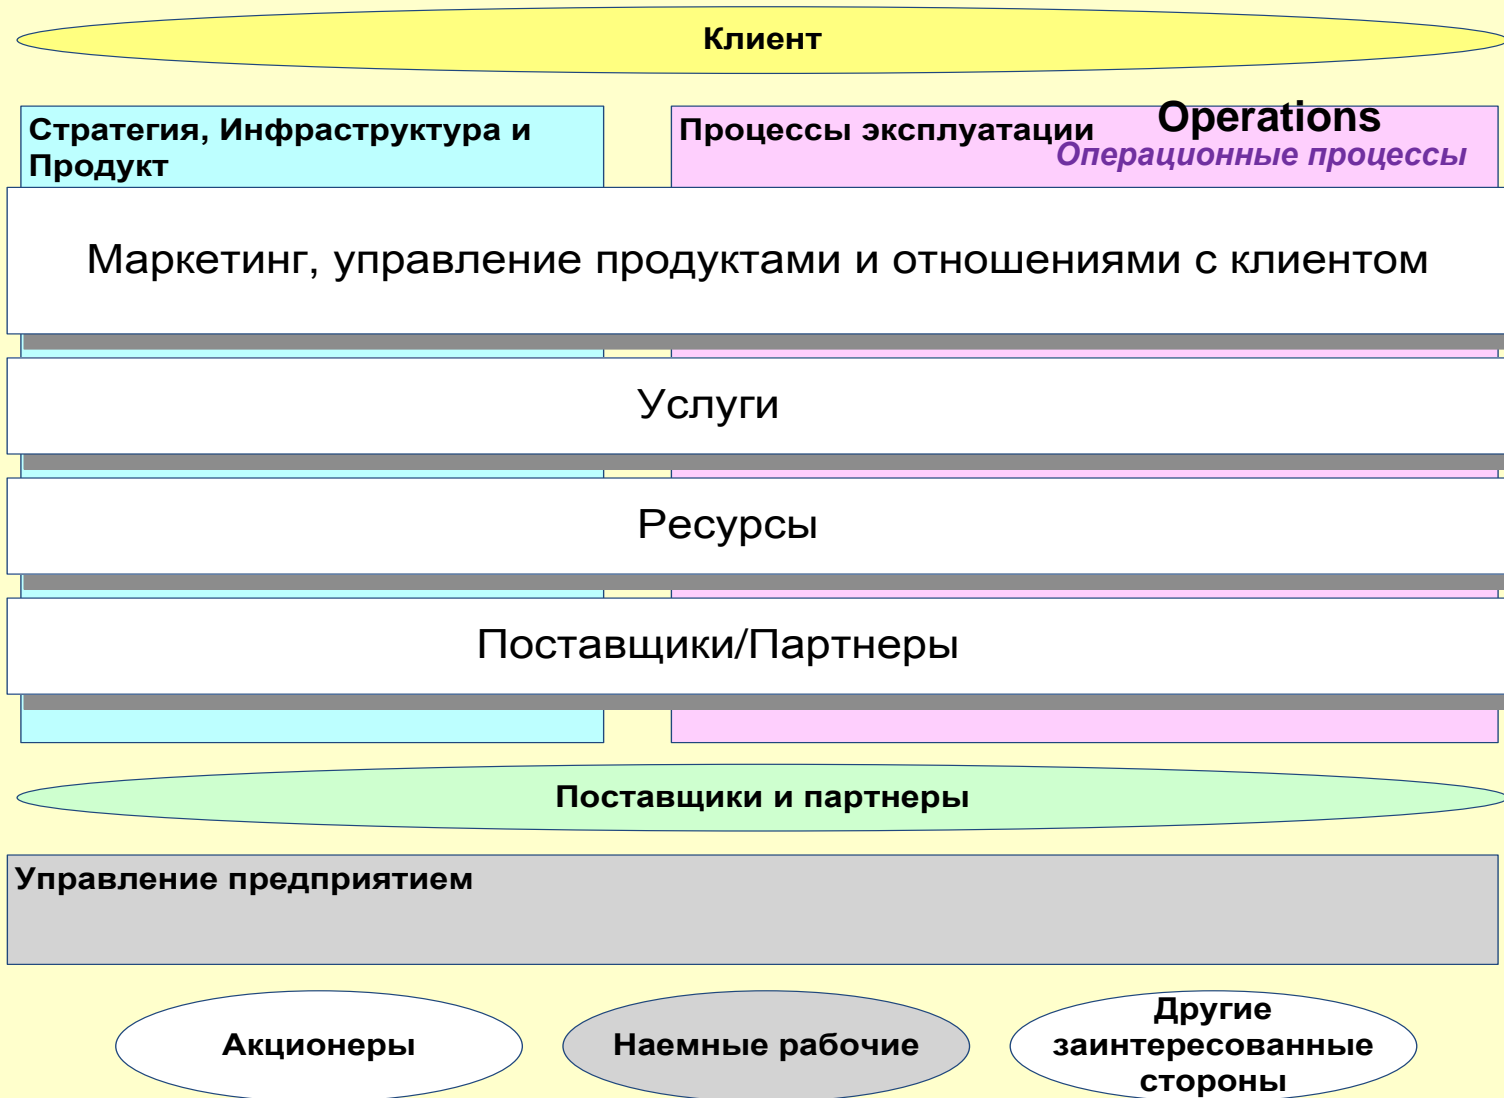 Клиент
Стратегия, Инфраструктура и
Продукт
Процессы эксплуатации
Operations
Операционные процессы
Маркетинг, управление продуктами и отношениями с клиентом
Услуги
Ресурсы
Поставщики/Партнеры
Поставщики и партнеры
Управление предприятием
Акционеры
Наемные рабочие
Другие
заинтересованные
стороны